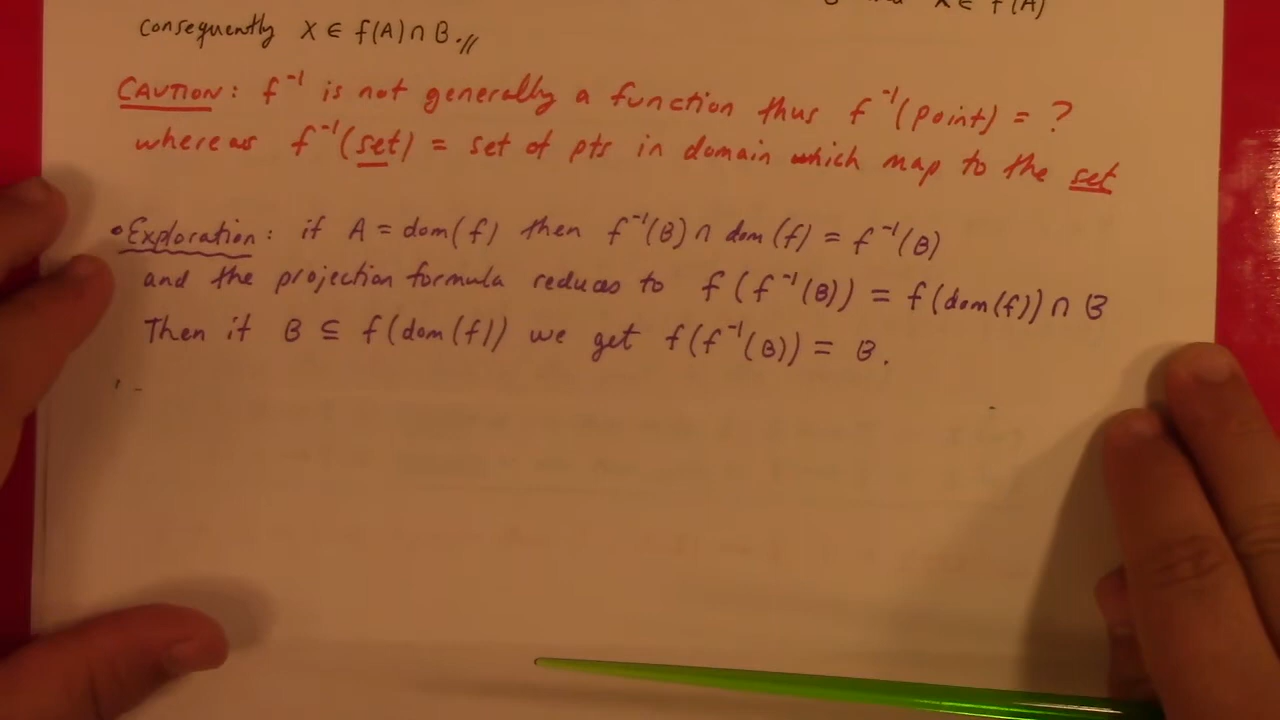 x ∈ f(A)
consequently x ∈ f(A) ∩ B.//
CAUTION: f⁻¹ is not generally a function thus f⁻¹(point) = ?
whereas f⁻¹(set) = set of pts in domain which map to the set
• Exploration: if A = dom(f) then f⁻¹(B) ∩ dom(f) = f⁻¹(B)
and the projection formula reduces to f(f⁻¹(B)) = f(dom(f)) ∩ B
Then if B ⊆ f(dom(f)) we get f(f⁻¹(B)) = B.